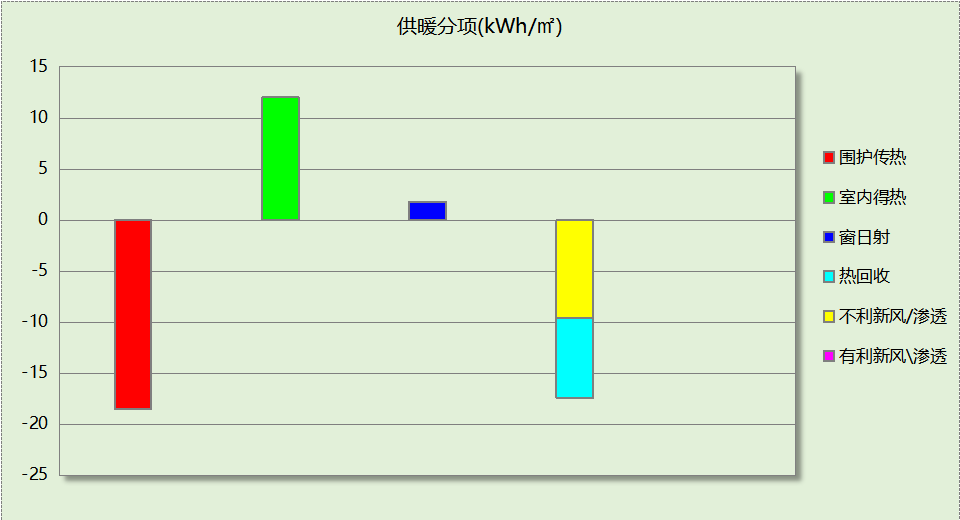 供暖分项(kWh/㎡)
15
10
5
0
-5
-10
-15
-20
-25
围护传热
室内得热
窗日射
热回收
不利新风/渗透
有利新风\渗透